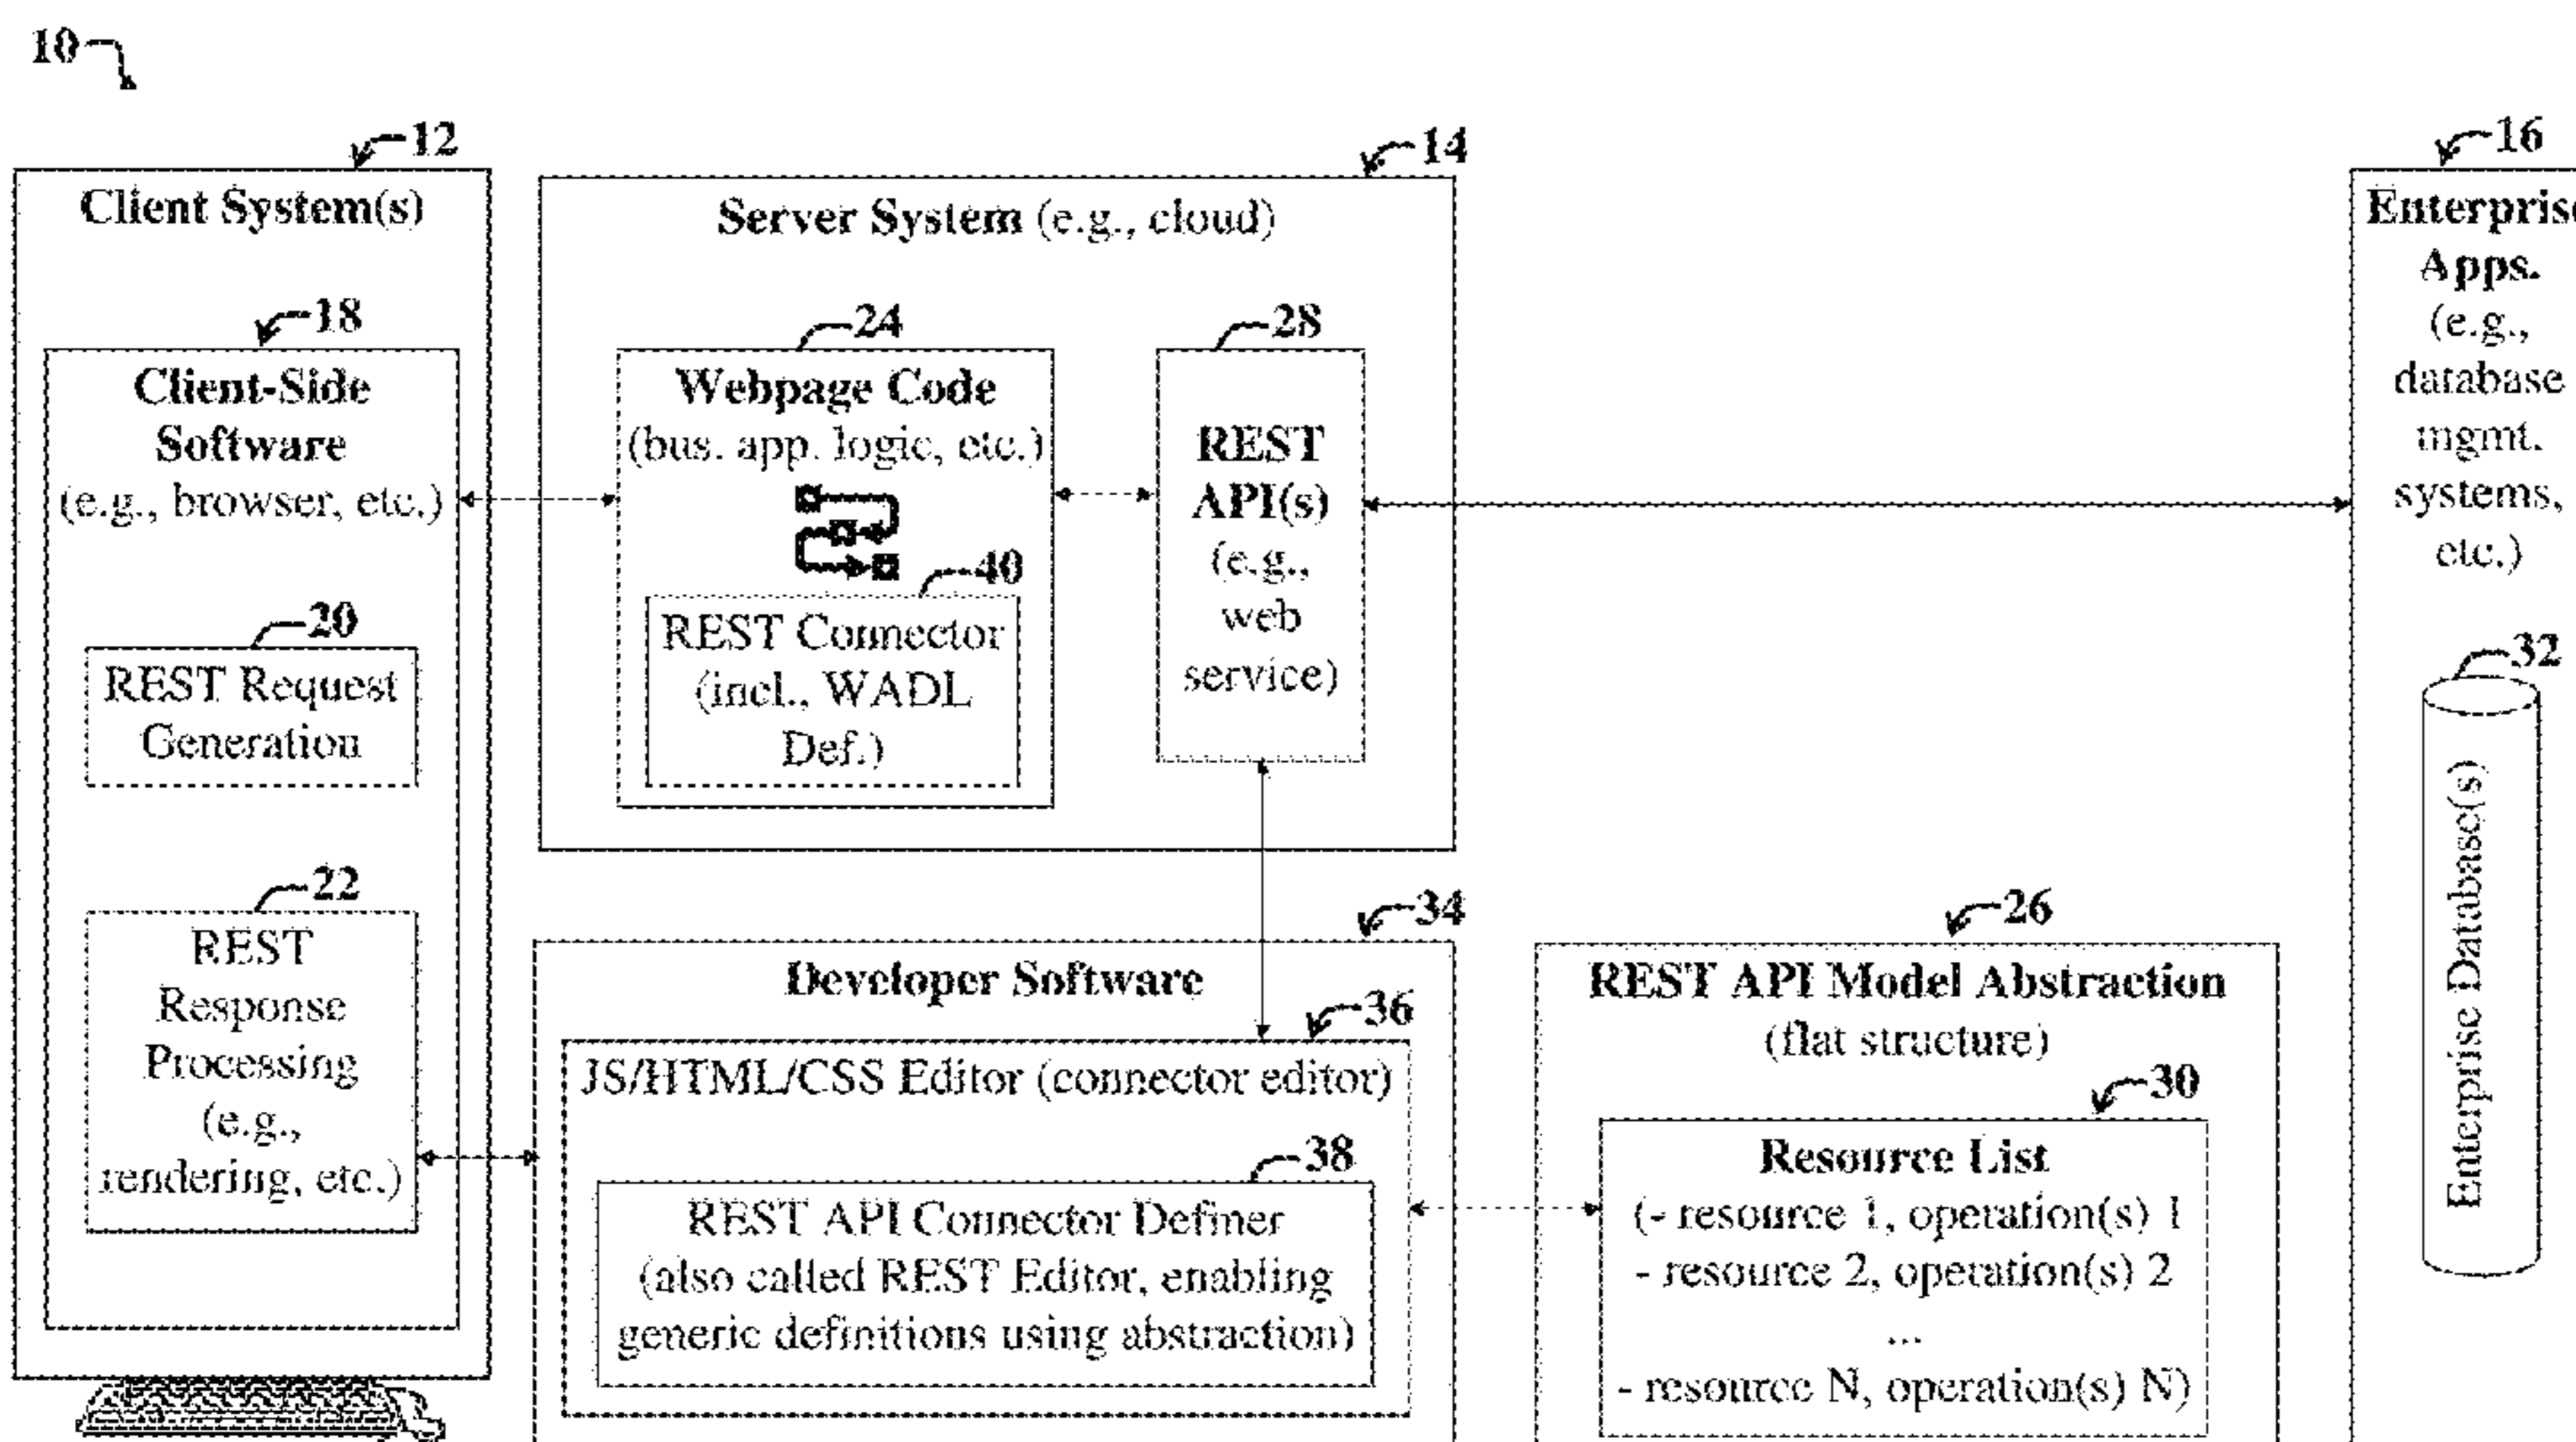 10
12
Client System(s)
18
Client-Side
Software
(e.g., browser, etc.)
20
REST Request
Generation
22
REST
Response
Processing
(e.g.,
rendering, etc.)
14
Server System (e.g., cloud)
24
Webpage Code
(bus. app. logic, etc.)
40
REST Connector
(incl., WADL
Def.)
28
REST
API(s)
(e.g.,
web
service)
34
Developer Software
36
JS/HTML/CSS Editor (connector editor)
38
REST API Connector Definer
(also called REST Editor, enabling
generic definitions using abstraction)
26
REST API Model Abstraction
(flat structure)
30
Resource List
(- resource 1, operation(s) 1
- resource 2, operation(s) 2
...
- resource N, operation(s) N)
16
Enterprise
Apps.
(e.g.,
database
mgmt.
systems,
etc.)
32
Enterprise Database(s)